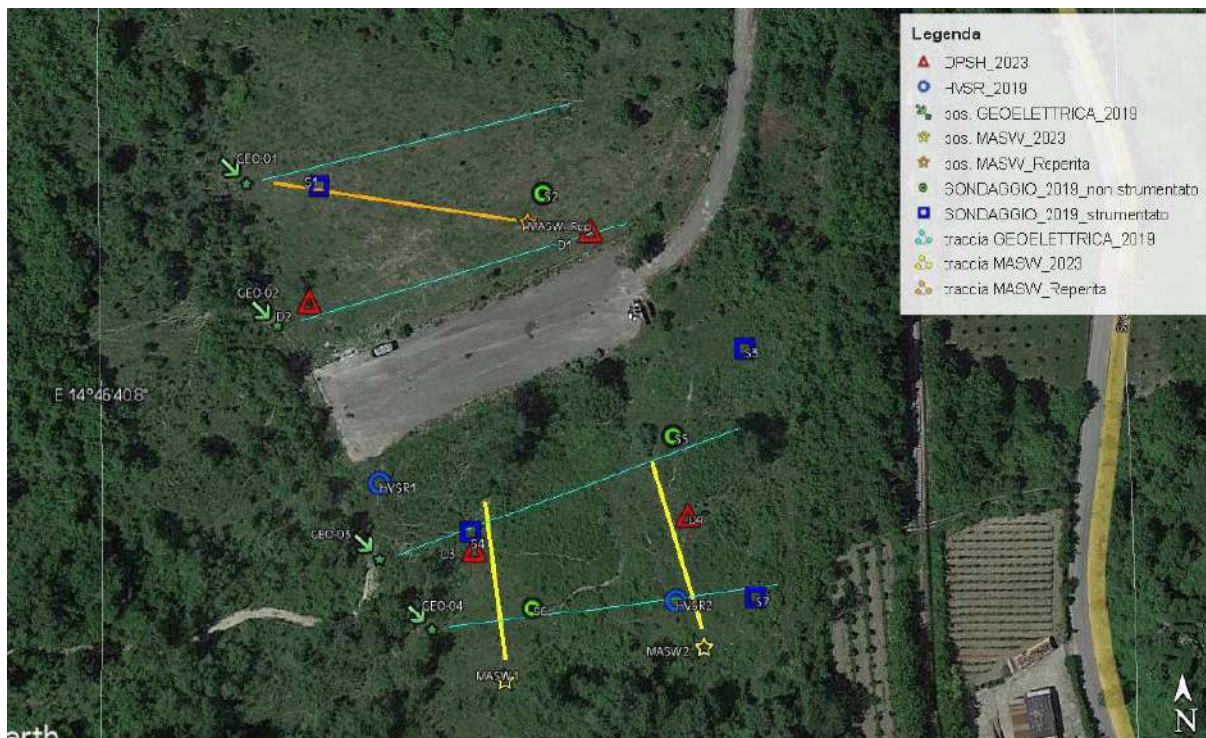 Legenda
DPSH_2023
HVSR_2019
pos. GEOELETTRICA_2019
pos. MASW_2023
pos. MASW_Reperita
SONDAGGIO_2019_non strumentato
SONDAGGIO_2019_strumentato
traccia GEOELETTRICA_2019
traccia MASW_2023
traccia MASW_Reperita
GEO-01
S1
S2
MASW_Rep
D1
GEO-02
D2
S3
E 14°46'40.8"
S5
HVSR1
D4
GEO-03
S4
D3
GEO-04
S6
HVSR2
S7
MASW2
MASW1
N
earth